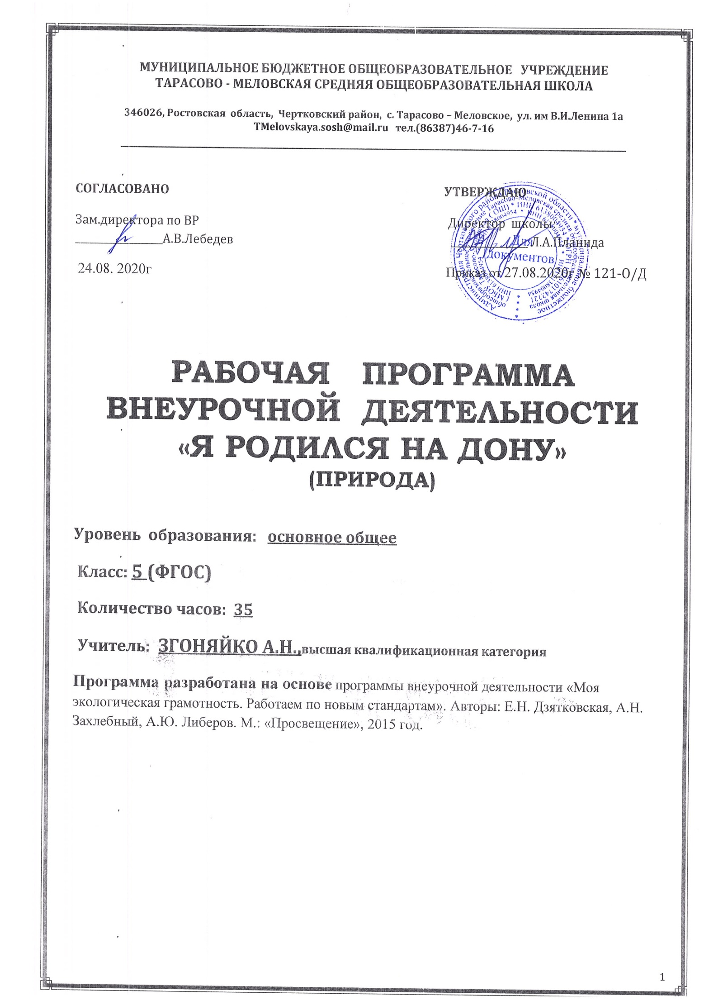 МУНИЦИПАЛЬНОЕ БЮДЖЕТНОЕ ОБЩЕОБРАЗОВАТЕЛЬНОЕ УЧРЕЖДЕНИЕ
ТАРАСОВО - МЕЛОВСКАЯ СРЕДНЯЯ ОБЩЕОБРАЗОВАТЕЛЬНАЯ ШКОЛА
346026, Ростовская область, Чертковский район, с. Тарасово – Меловское, ул. им В.И.Ленина 1а
TMelovskaya.sosh@mail.ru тел.(86387)46-7-16
СОГЛАСОВАНО
Зам.директора по ВР
А.В.Лебедев
24.08. 2020г
УТВЕРЖДАЮ
Директор школы:
Л.А.Планида
Приказ от 27.08.2020г № 121-О/Д
Для
документов
РАБОЧАЯ ПРОГРАММА
ВНЕУРОЧНОЙ ДЕЯТЕЛЬНОСТИ
«Я РОДИЛСЯ НА ДОНУ»
(ПРИРОДА)
Уровень образования: основное общее
Класс: 5 (ФГОС)
Количество часов: 35
Учитель: ЗГОНЯЙКО А.Н.,высшая квалификационная категория
Программа разработана на основе программы внеурочной деятельности «Моя
экологическая грамотность. Работаем по новым стандартам». Авторы: Е.Н. Дзятковская, А.Н.
Захлебный, А.Ю. Либеров. М.: «Просвещение», 2015 год.
1